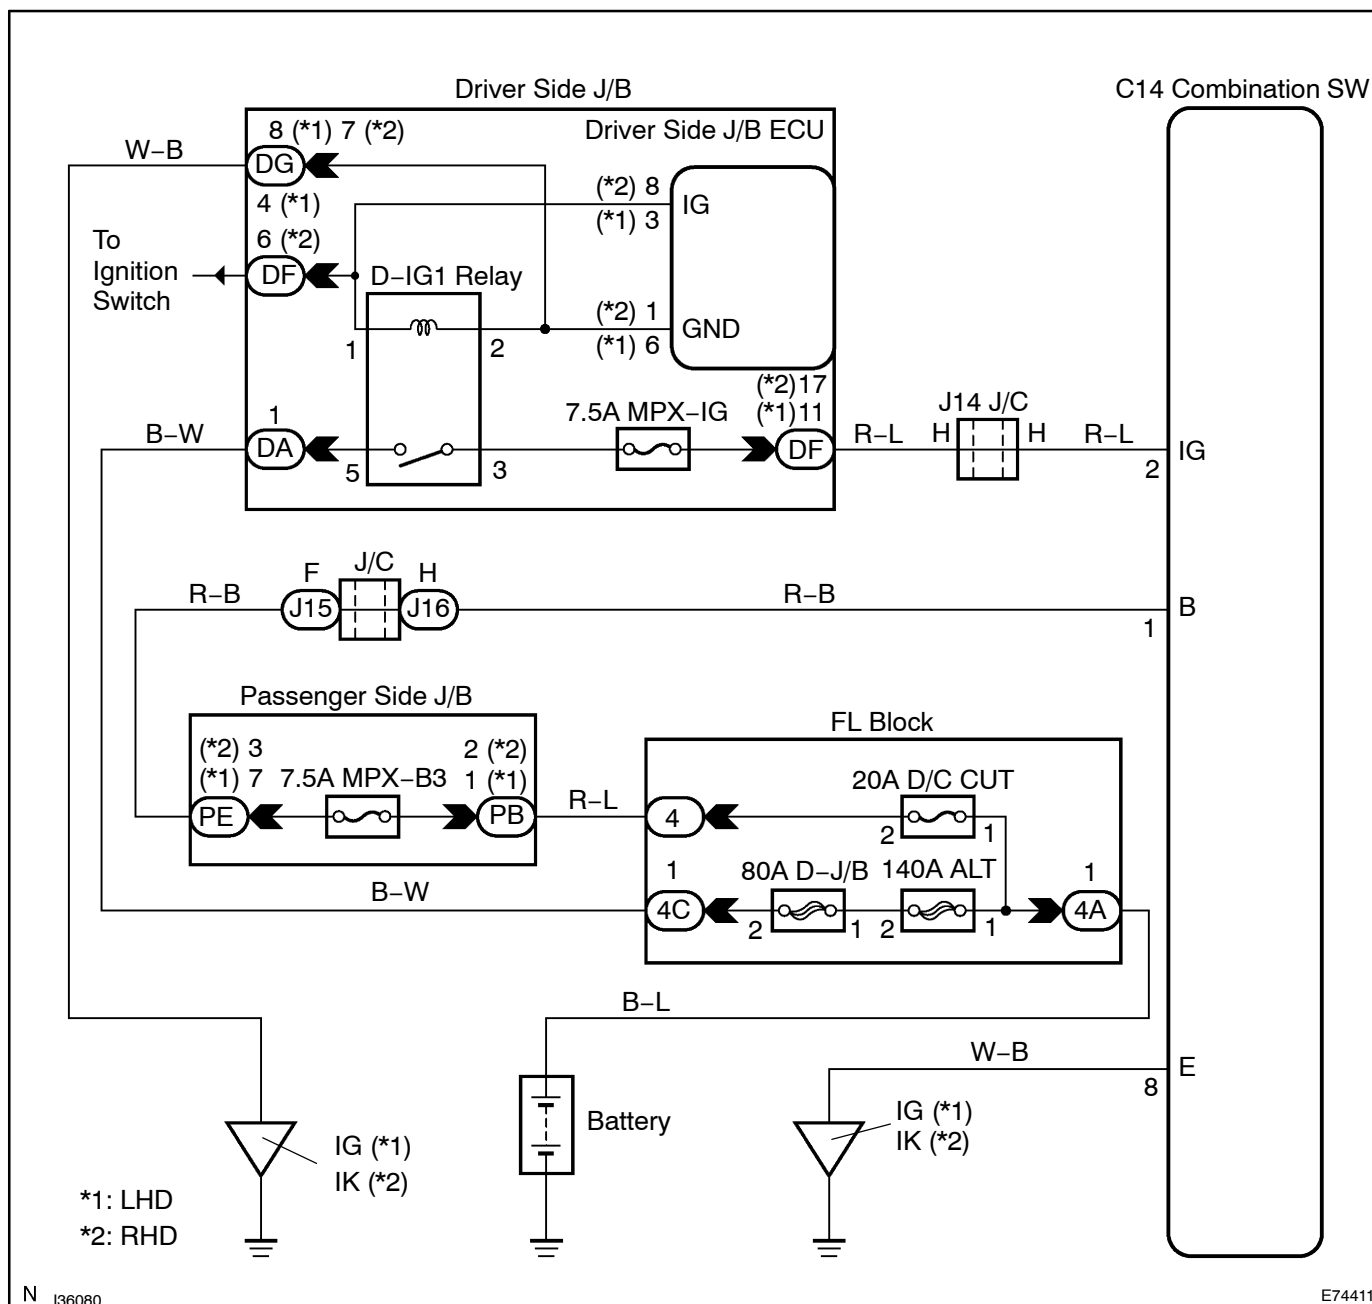 Driver Side J/B
C14 Combination SW
8 (*1) 7 (*2)
Driver Side J/B ECU
W−B
DG
(*2) 8
IG
4 (*1)
(*1) 3
To
Ignition
Switch
6 (*2)
DF
D−IG1 Relay
(*2) 1
GND
1
2
(*1) 6
(*2)17
1
7.5A MPX−IG
(*1)11
J14 J/C
B−W
DA
DF
R−L
H
H
R−L
IG
5
3
2
F
J/C
H
R−B
J15
J16
R−B
B
1
Passenger Side J/B
FL Block
(*2) 3
2 (*2)
(*1) 7
7.5A MPX−B3
1 (*1)
20A D/C CUT
PE
PB
R−L
4
2
1
1
80A D−J/B
140A ALT
1
B−W
4C
4A
2
1
2
1
B−L
W−B
E
8
Battery
IG (*1)
IK (*2)
IG (*1)
IK (*2)
*1: LHD
*2: RHD
N
I36080
E74411